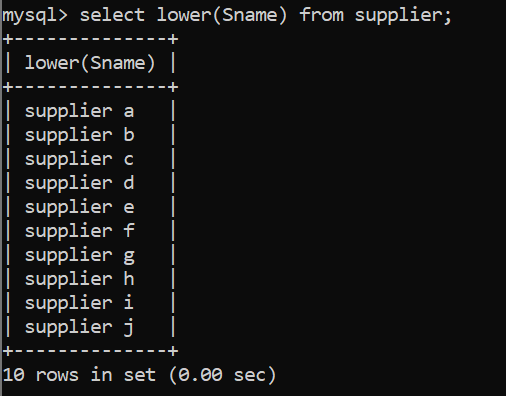 mysql> select lower(Sname) from supplier;
+--------------+
| lower(Sname) |
+--------------+
| supplier a   |
| supplier b   |
| supplier c   |
| supplier d   |
| supplier e   |
| supplier f   |
| supplier g   |
| supplier h   |
| supplier i   |
| supplier j   |
+--------------+
10 rows in set (0.00 sec)